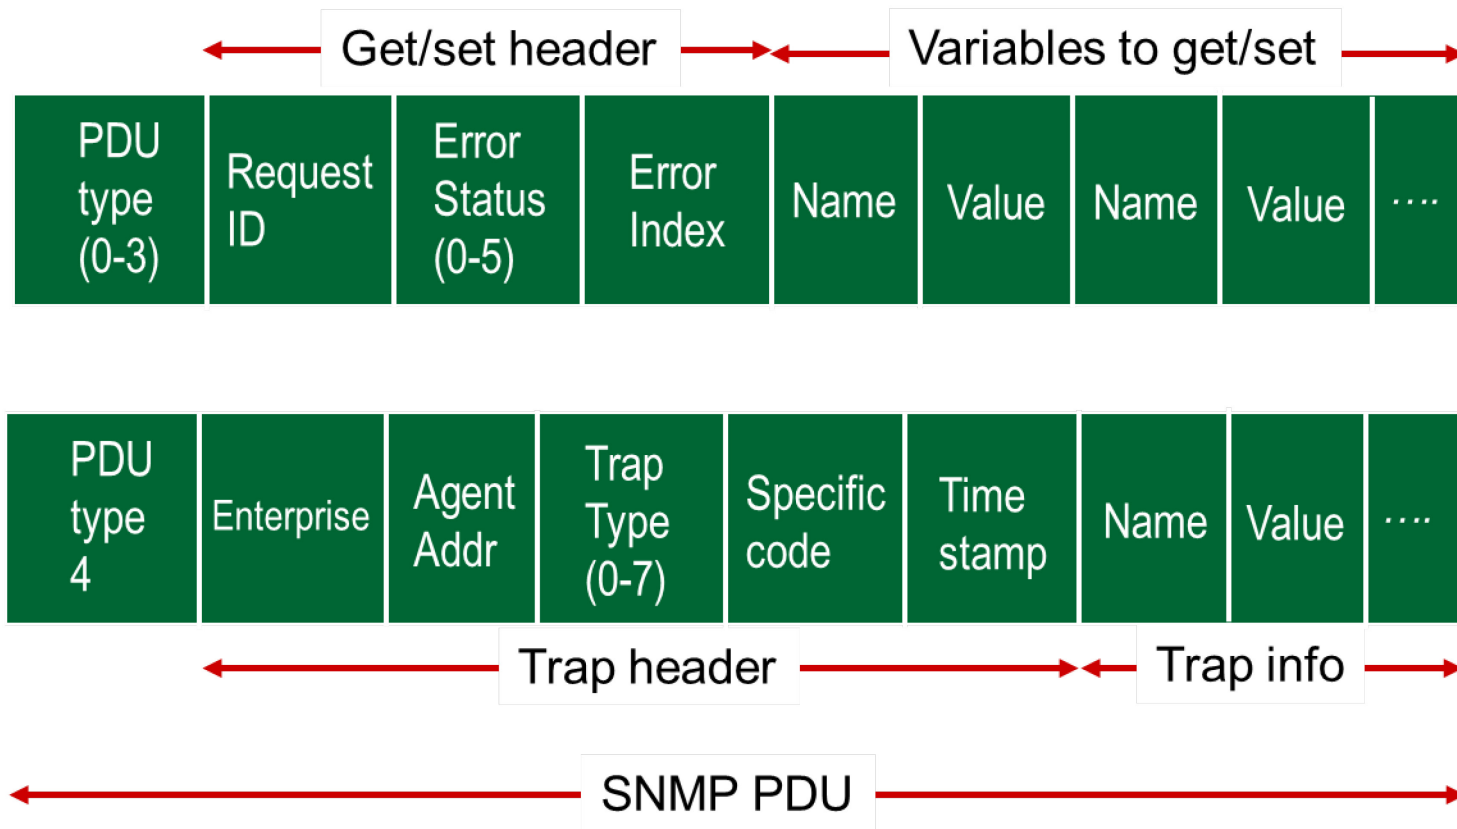 Get/set header
Variables to get/set
PDU
type
(0-3)
Request
ID
Error
Status
(0-5)
Error
Index
Name
Value
Name
Value
....
PDU
type
4
Enterprise
Agent
Addr
Trap
Type
(0-7)
Specific
code
Time
stamp
Name
Value
....
Trap header
Trap info
SNMP PDU